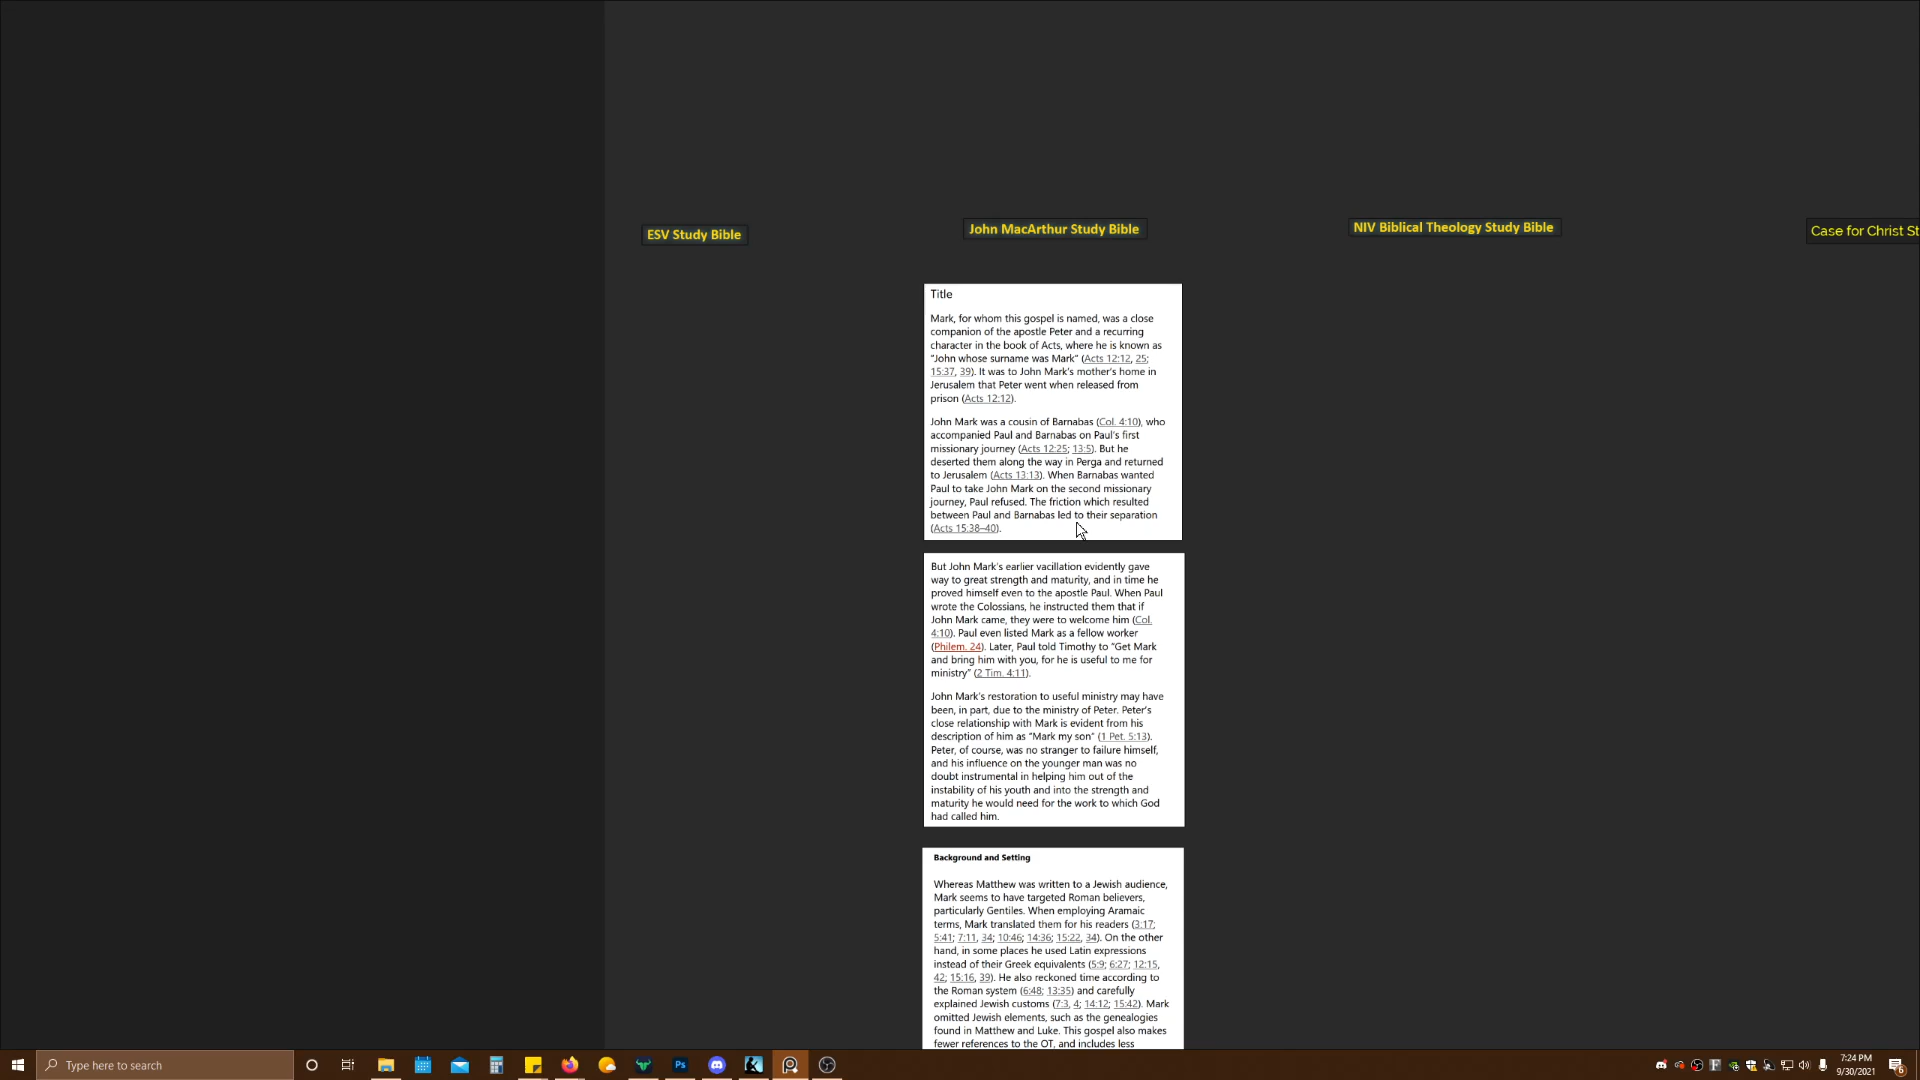 ESV Study Bible
John MacArthur Study Bible
NIV Biblical Theology Study Bible
Case for Christ St
Title
Mark, for whom this gospel is named, was a close
companion of the apostle Peter and a recurring
character in the book of Acts, where he is known as
"John whose surname was Mark" (Acts 12:12, 25;
15:37, 39). It was to John Mark's mother's home in
Jerusalem that Peter went when released from
prison (Acts 12:12).
John Mark was a cousin of Barnabas (Col. 4:10), who
accompanied Paul and Barnabas on Paul's first
missionary journey (Acts 12:25; 13:5). But he
deserted them along the way in Perga and returned
to Jerusalem (Acts 13:13). When Barnabas wanted
Paul to take John Mark on the second missionary
journey, Paul refused. The friction which resulted
between Paul and Barnabas led to their separation
(Acts 15:38–40).
But John Mark's earlier vacillation evidently gave
way to great strength and maturity, and in time he
proved himself even to the apostle Paul. When Paul
wrote the Colossians, he instructed them that if
John Mark came, they were to welcome him (Col.
4:10). Paul even listed Mark as a fellow worker
(Philem. 24). Later, Paul told Timothy to "Get Mark
and bring him with you, for he is useful to me for
ministry" (2 Tim. 4:11).
John Mark's restoration to useful ministry may have
been, in part, due to the ministry of Peter. Peter's
close relationship with Mark is evident from his
description of him as "Mark my son" (1 Pet. 5:13).
Peter, of course, was no stranger to failure himself,
and his influence on the younger man was no
doubt instrumental in helping him out of the
instability of his youth and into the strength and
maturity he would need for the work to which God
had called him.
Background and Setting
Whereas Matthew was written to a Jewish audience,
Mark seems to have targeted Roman believers,
particularly Gentiles. When employing Aramaic
terms, Mark translated them for his readers (3:17;
5:41; 7:11, 34; 10:46; 14:36; 15:22, 34). On the other
hand, in some places he used Latin expressions
instead of their Greek equivalents (5:9; 6:27; 12:15,
42; 15:16, 39). He also reckoned time according to
the Roman system (6:48; 13:35) and carefully
explained Jewish customs (7:3, 4; 14:12; 15:42). Mark
omitted Jewish elements, such as the genealogies
found in Matthew and Luke. This gospel also makes
fewer references to the OT, and includes less
Type here to search
Ps
7:24 PM
9/30/2021
6